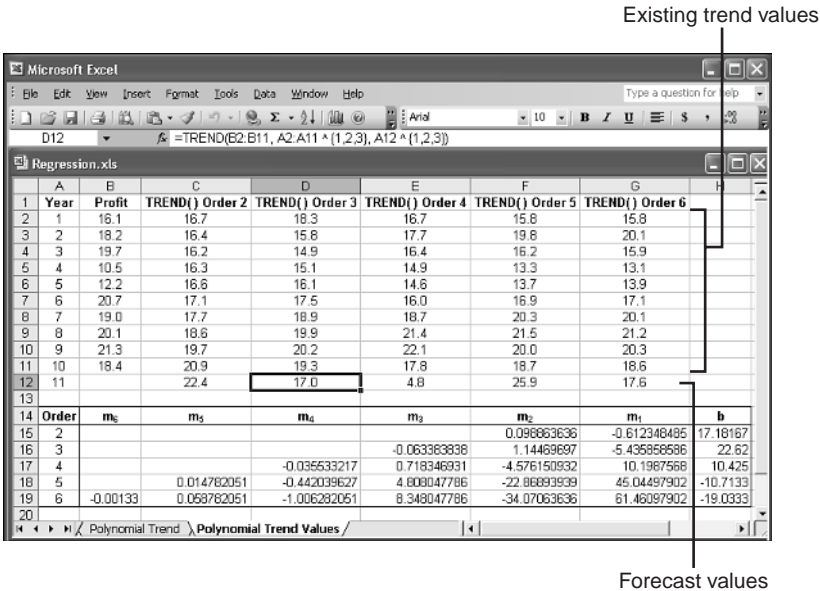 Existing trend values
Microsoft Excel
File Edit View Insert Format Tools Data Window Help Type a question for help
Arial 10 B I U $ ,
D12 fx =TREND(B2:B11, A2:A11 ^ {1,2,3}, A12 ^ {1,2,3})
Regression.xls
A B C D E F G H
1 Year Profit TREND() Order 2 TREND() Order 3 TREND() Order 4 TREND() Order 5 TREND() Order 6
2 1 16.1 16.7 18.3 16.7 15.8 15.8
3 2 18.2 16.4 15.8 17.7 19.8 20.1
4 3 19.7 16.2 14.9 16.4 16.2 15.9
5 4 10.5 16.3 15.1 14.9 13.3 13.1
6 5 12.2 16.6 16.1 14.6 13.7 13.9
7 6 20.7 17.1 17.5 16.0 16.9 17.1
8 7 19.0 17.7 18.9 18.7 20.3 20.1
9 8 20.1 18.6 19.9 21.4 21.5 21.2
10 9 21.3 19.7 20.2 22.1 20.0 20.3
11 10 18.4 20.9 19.3 17.8 18.7 18.6
12 11 22.4 17.0 4.8 25.9 17.6
13
14 Order m6 m5 m4 m3 m2 m1 b
15 2 0.098863636 -0.612348485 17.18167
16 3 -0.063383838 1.14469697 -5.435858586 22.62
17 4 -0.035533217 0.718346931 -4.576150932 10.1987568 10.425
18 5 0.014782051 -0.442039627 4.808047786 -22.86893939 45.04497902 -10.7133
19 6 -0.00133 0.058782051 -1.006282051 8.348047786 -34.07063636 61.46097902 -19.0333
20
Polynomial Trend Polynomial Trend Values
Forecast values